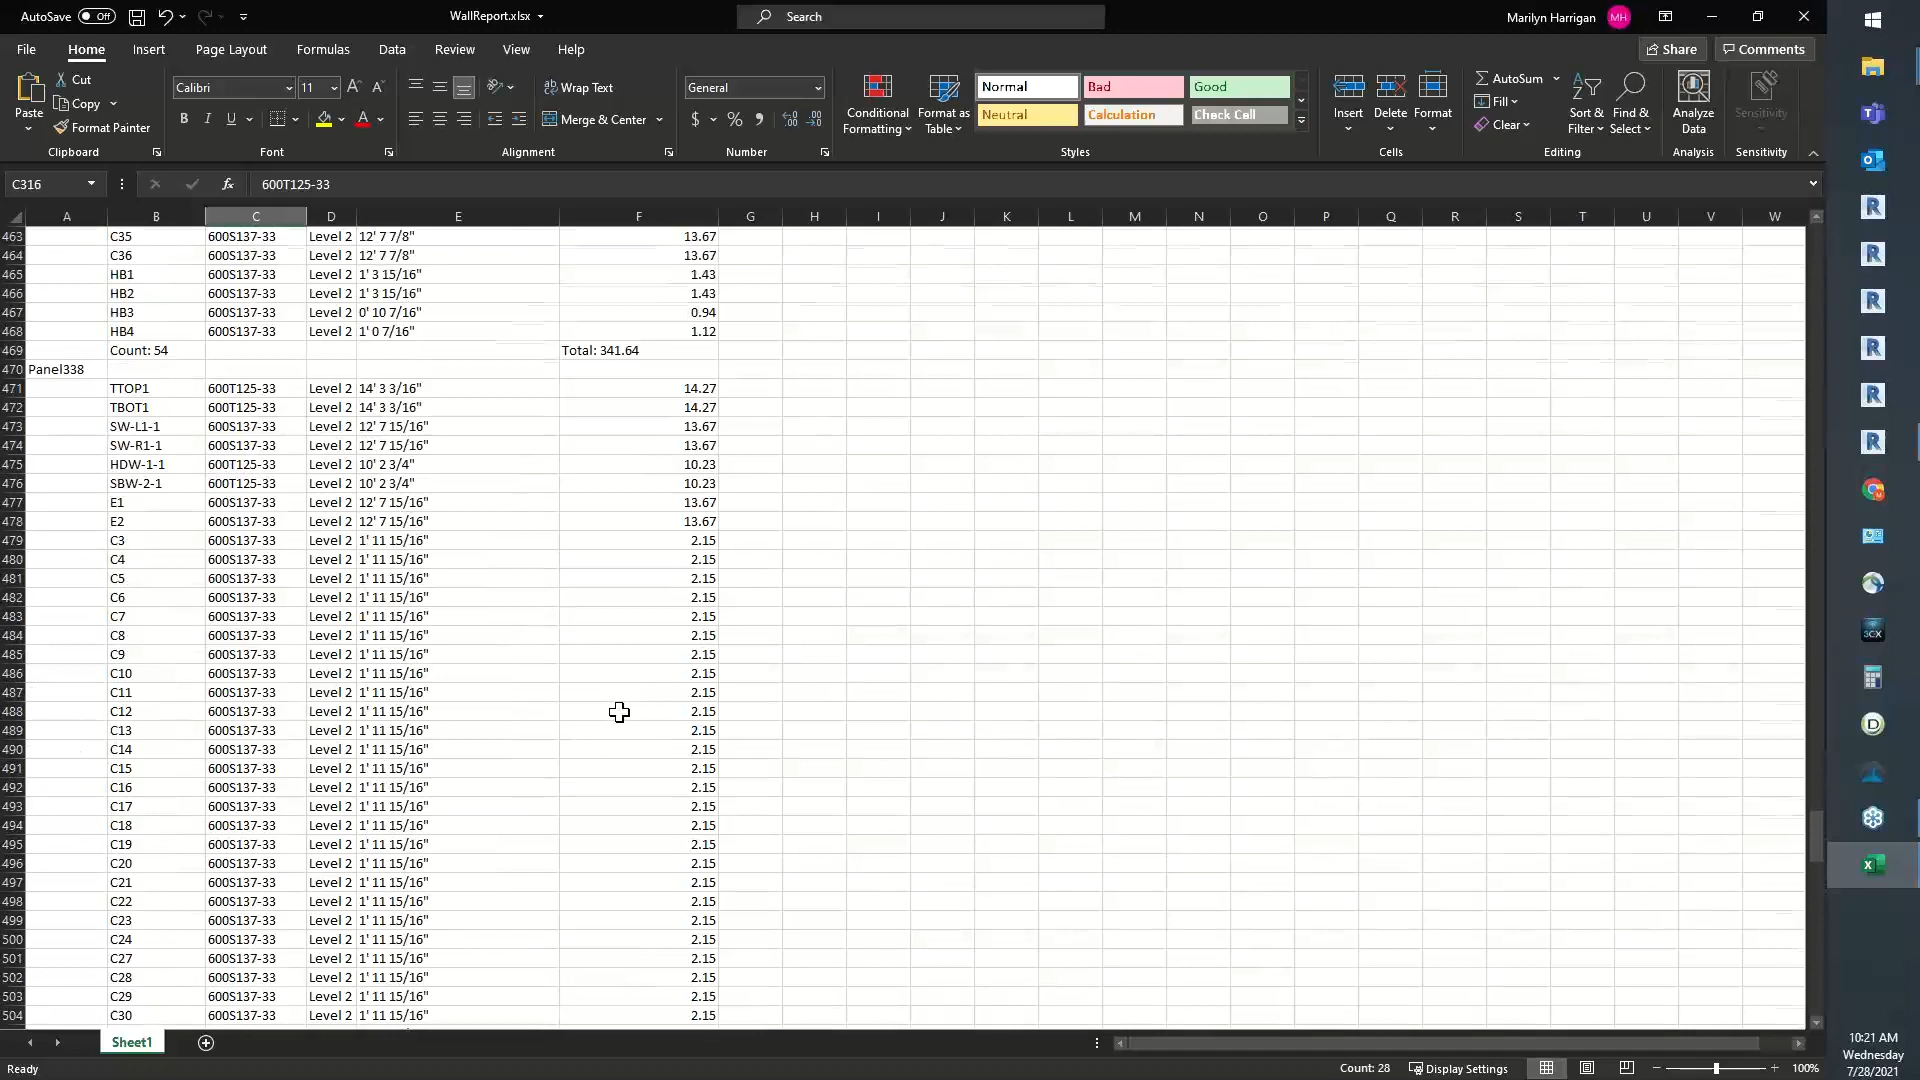 AutoSave Off WallReport.xlsx Search Marilyn Harrigan MH
File Home Insert Page Layout Formulas Data Review View Help Share Comments
Paste Cut Copy Format Painter Clipboard
Calibri 11 B I U A Font
Wrap Text Merge & Center Alignment
General $ % Number
Conditional Formatting Format as Table Normal Bad Good Neutral Calculation Check Cell Styles
Insert Delete Format Cells
AutoSum Fill Clear Sort & Filter Find & Select Editing
Analyze Data Analysis
Sensitivity Sensitivity
C316 fx 600T125-33
A B C D E F G H I J K L M N O P Q R S T U V W
463 C35 600S137-33 Level 2 12' 7 7/8" 13.67
464 C36 600S137-33 Level 2 12' 7 7/8" 13.67
465 HB1 600S137-33 Level 2 1' 3 15/16" 1.43
466 HB2 600S137-33 Level 2 1' 3 15/16" 1.43
467 HB3 600S137-33 Level 2 0' 10 7/16" 0.94
468 HB4 600S137-33 Level 2 1' 0 7/16" 1.12
469 Count: 54 Total: 341.64
470 Panel338
471 TTOP1 600T125-33 Level 2 14' 3 3/16" 14.27
472 TBOT1 600T125-33 Level 2 14' 3 3/16" 14.27
473 SW-L1-1 600S137-33 Level 2 12' 7 15/16" 13.67
474 SW-R1-1 600S137-33 Level 2 12' 7 15/16" 13.67
475 HDW-1-1 600T125-33 Level 2 10' 2 3/4" 10.23
476 SBW-2-1 600T125-33 Level 2 10' 2 3/4" 10.23
477 E1 600S137-33 Level 2 12' 7 15/16" 13.67
478 E2 600S137-33 Level 2 12' 7 15/16" 13.67
479 C3 600S137-33 Level 2 1' 11 15/16" 2.15
480 C4 600S137-33 Level 2 1' 11 15/16" 2.15
481 C5 600S137-33 Level 2 1' 11 15/16" 2.15
482 C6 600S137-33 Level 2 1' 11 15/16" 2.15
483 C7 600S137-33 Level 2 1' 11 15/16" 2.15
484 C8 600S137-33 Level 2 1' 11 15/16" 2.15
485 C9 600S137-33 Level 2 1' 11 15/16" 2.15
486 C10 600S137-33 Level 2 1' 11 15/16" 2.15
487 C11 600S137-33 Level 2 1' 11 15/16" 2.15
488 C12 600S137-33 Level 2 1' 11 15/16" 2.15
489 C13 600S137-33 Level 2 1' 11 15/16" 2.15
490 C14 600S137-33 Level 2 1' 11 15/16" 2.15
491 C15 600S137-33 Level 2 1' 11 15/16" 2.15
492 C16 600S137-33 Level 2 1' 11 15/16" 2.15
493 C17 600S137-33 Level 2 1' 11 15/16" 2.15
494 C18 600S137-33 Level 2 1' 11 15/16" 2.15
495 C19 600S137-33 Level 2 1' 11 15/16" 2.15
496 C20 600S137-33 Level 2 1' 11 15/16" 2.15
497 C21 600S137-33 Level 2 1' 11 15/16" 2.15
498 C22 600S137-33 Level 2 1' 11 15/16" 2.15
499 C23 600S137-33 Level 2 1' 11 15/16" 2.15
500 C24 600S137-33 Level 2 1' 11 15/16" 2.15
501 C27 600S137-33 Level 2 1' 11 15/16" 2.15
502 C28 600S137-33 Level 2 1' 11 15/16" 2.15
503 C29 600S137-33 Level 2 1' 11 15/16" 2.15
504 C30 600S137-33 Level 2 1' 11 15/16" 2.15
Sheet1
Ready Count: 28 Display Settings 100%
3CX
10:21 AM
Wednesday
7/28/2021